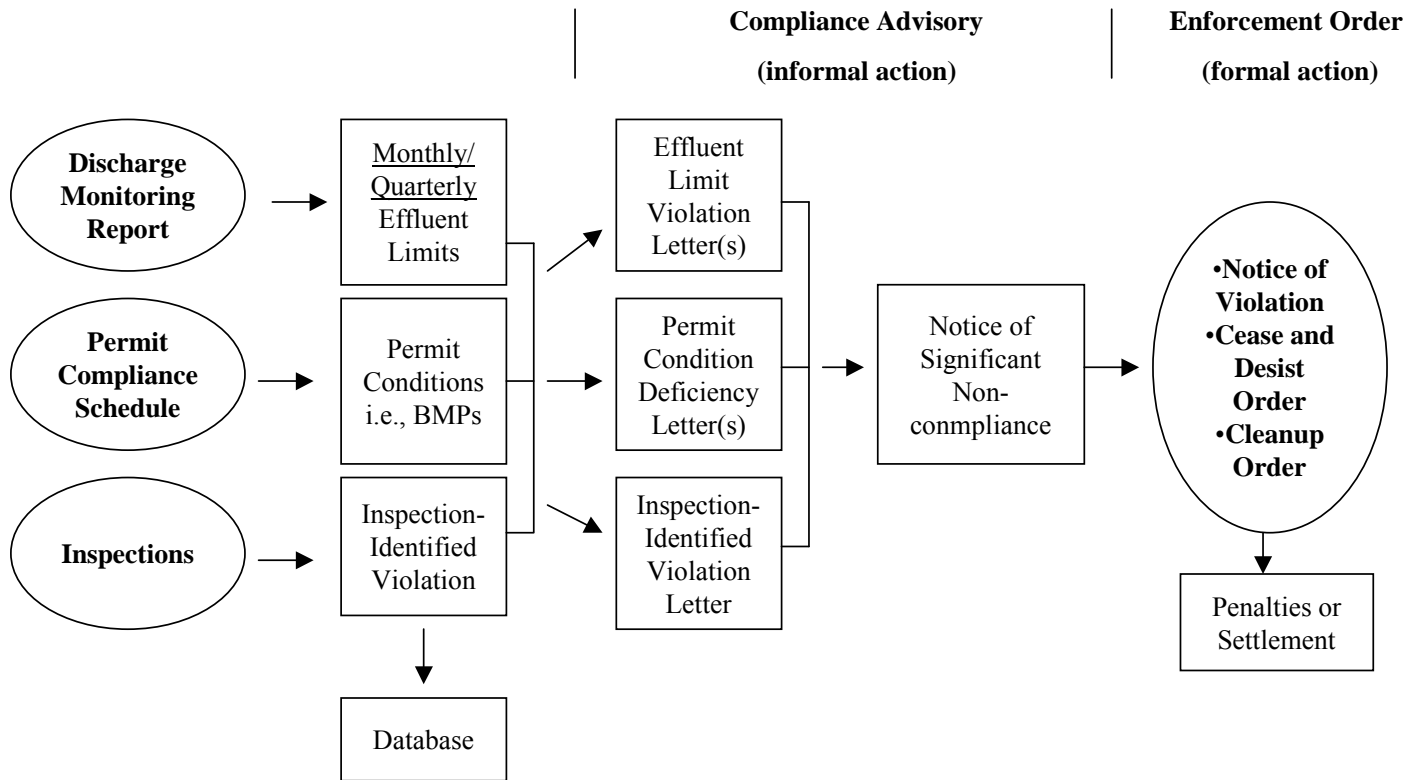 Compliance Advisory
(informal action)
Enforcement Order
(formal action)
Discharge
Monitoring
Report
Monthly/
Quarterly
Effluent
Limits
Effluent
Limit
Violation
Letter(s)
Permit
Compliance
Schedule
Permit
Conditions
i.e., BMPs
Permit
Condition
Deficiency
Letter(s)
Notice of
Significant
Non-
conmpliance
•Notice of
Violation
•Cease and
Desist
Order
•Cleanup
Order
Inspections
Inspection-
Identified
Violation
Inspection-
Identified
Violation
Letter
Penalties or
Settlement
Database